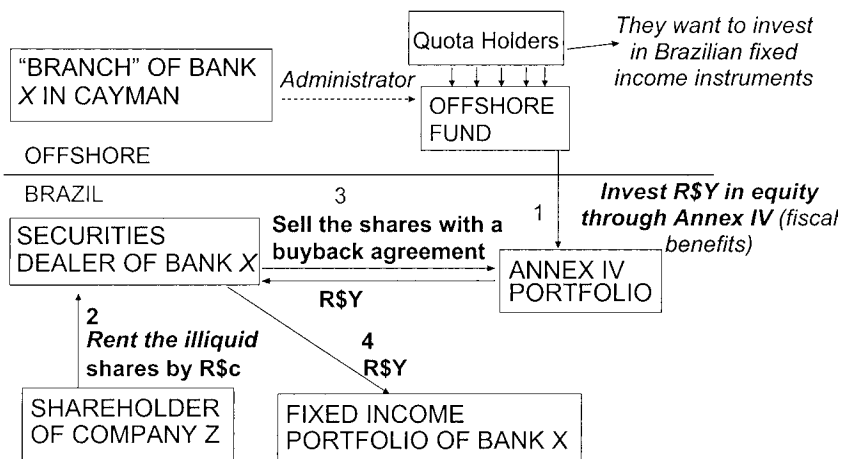 Quota Holders
They want to invest
in Brazilian fixed
income instruments
“BRANCH” OF BANK
X IN CAYMAN
Administrator
OFFSHORE
FUND
OFFSHORE
BRAZIL
3
Sell the shares with a
buyback agreement
1
Invest R$Y in equity
through Annex IV (fiscal
benefits)
SECURITIES
DEALER OF BANK X
ANNEX IV
PORTFOLIO
R$Y
2
Rent the illiquid
shares by R$c
4
R$Y
SHAREHOLDER
OF COMPANY Z
FIXED INCOME
PORTFOLIO OF BANK X